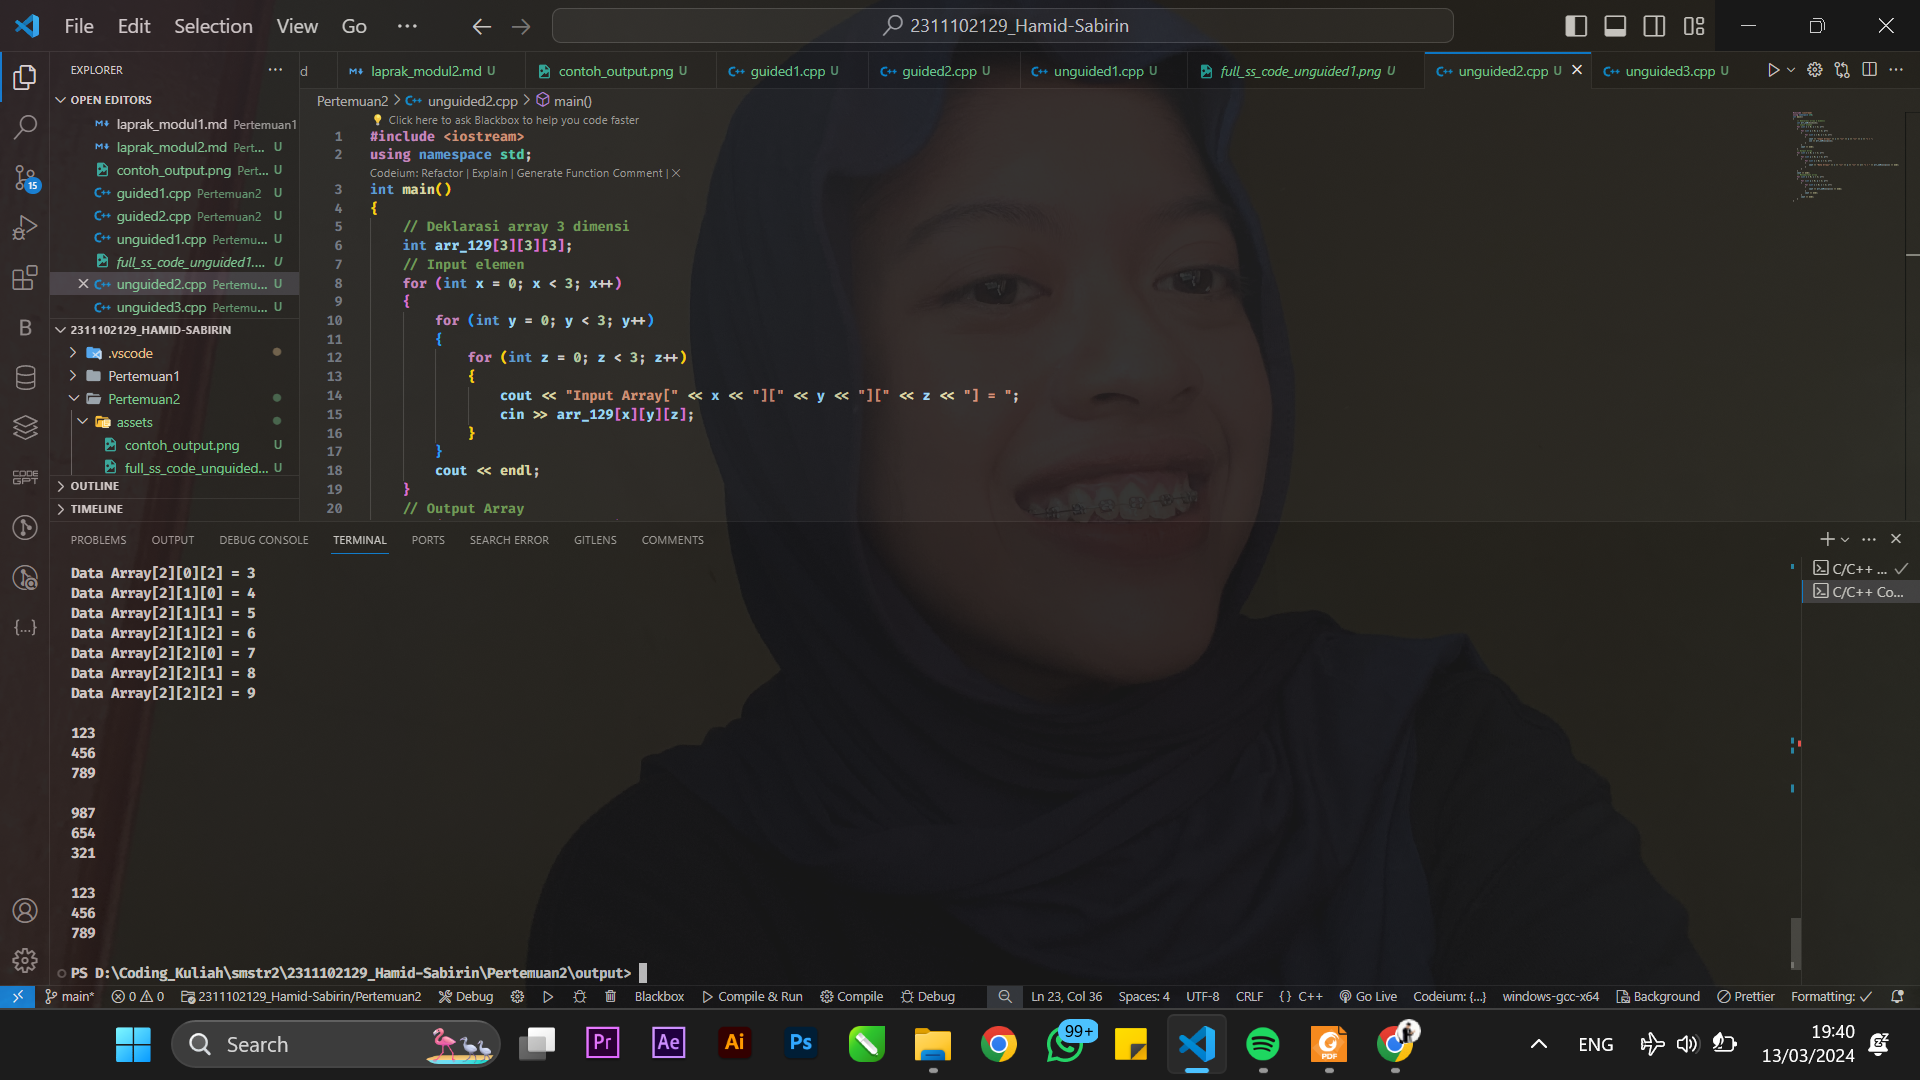 File Edit Selection View Go ···
2311102129_Hamid-Sabirin
EXPLORER
d laprak_modul2.md U contoh_output.png U guided1.cpp U guided2.cpp U unguided1.cpp U full_ss_code_unguided1.png U unguided2.cpp U unguided3.cpp U
OPEN EDITORS
laprak_modul1.md Pertemuan1
laprak_modul2.md Pert... U
contoh_output.png Pert... U
guided1.cpp Pertemuan2 U
guided2.cpp Pertemuan2 U
unguided1.cpp Pertemu... U
full_ss_code_unguided1.... U
unguided2.cpp Pertemu... U
unguided3.cpp Pertemu... U
2311102129_HAMID-SABIRIN
.vscode
Pertemuan1
Pertemuan2
assets
contoh_output.png U
full_ss_code_unguided... U
OUTLINE
TIMELINE
B
CODE
GPT
Pertemuan2 > unguided2.cpp > main()
Click here to ask Blackbox to help you code faster
1 #include <iostream>
2 using namespace std;
Codeium: Refactor | Explain | Generate Function Comment | X
3 int main()
4 {
5 // Deklarasi array 3 dimensi
6 int arr_129[3][3][3];
7 // Input elemen
8 for (int x = 0; x < 3; x++)
9 {
10 for (int y = 0; y < 3; y++)
11 {
12 for (int z = 0; z < 3; z++)
13 {
14 cout << "Input Array[" << x << "][" << y << "][" << z << "] = ";
15 cin >> arr_129[x][y][z];
16 }
17 }
18 cout << endl;
19 }
20 // Output Array
PROBLEMS OUTPUT DEBUG CONSOLE TERMINAL PORTS SEARCH ERROR GITLENS COMMENTS
C/C++ ...
C/C++ Co...
Data Array[2][0][2] = 3
Data Array[2][1][0] = 4
Data Array[2][1][1] = 5
Data Array[2][1][2] = 6
Data Array[2][2][0] = 7
Data Array[2][2][1] = 8
Data Array[2][2][2] = 9
123
456
789
987
654
321
123
456
789
PS D:\Coding_Kuliah\smstr2\2311102129_Hamid-Sabirin\Pertemuan2\output>
15
main* 0 0 2311102129_Hamid-Sabirin/Pertemuan2 Debug Blackbox Compile & Run Compile Debug Ln 23, Col 36 Spaces: 4 UTF-8 CRLF {} C++ Go Live Codeium: {...} windows-gcc-x64 Background Prettier Formatting: ✓
Search Pr Ae Ai Ps 99+ PDF ENG 19:40
13/03/2024